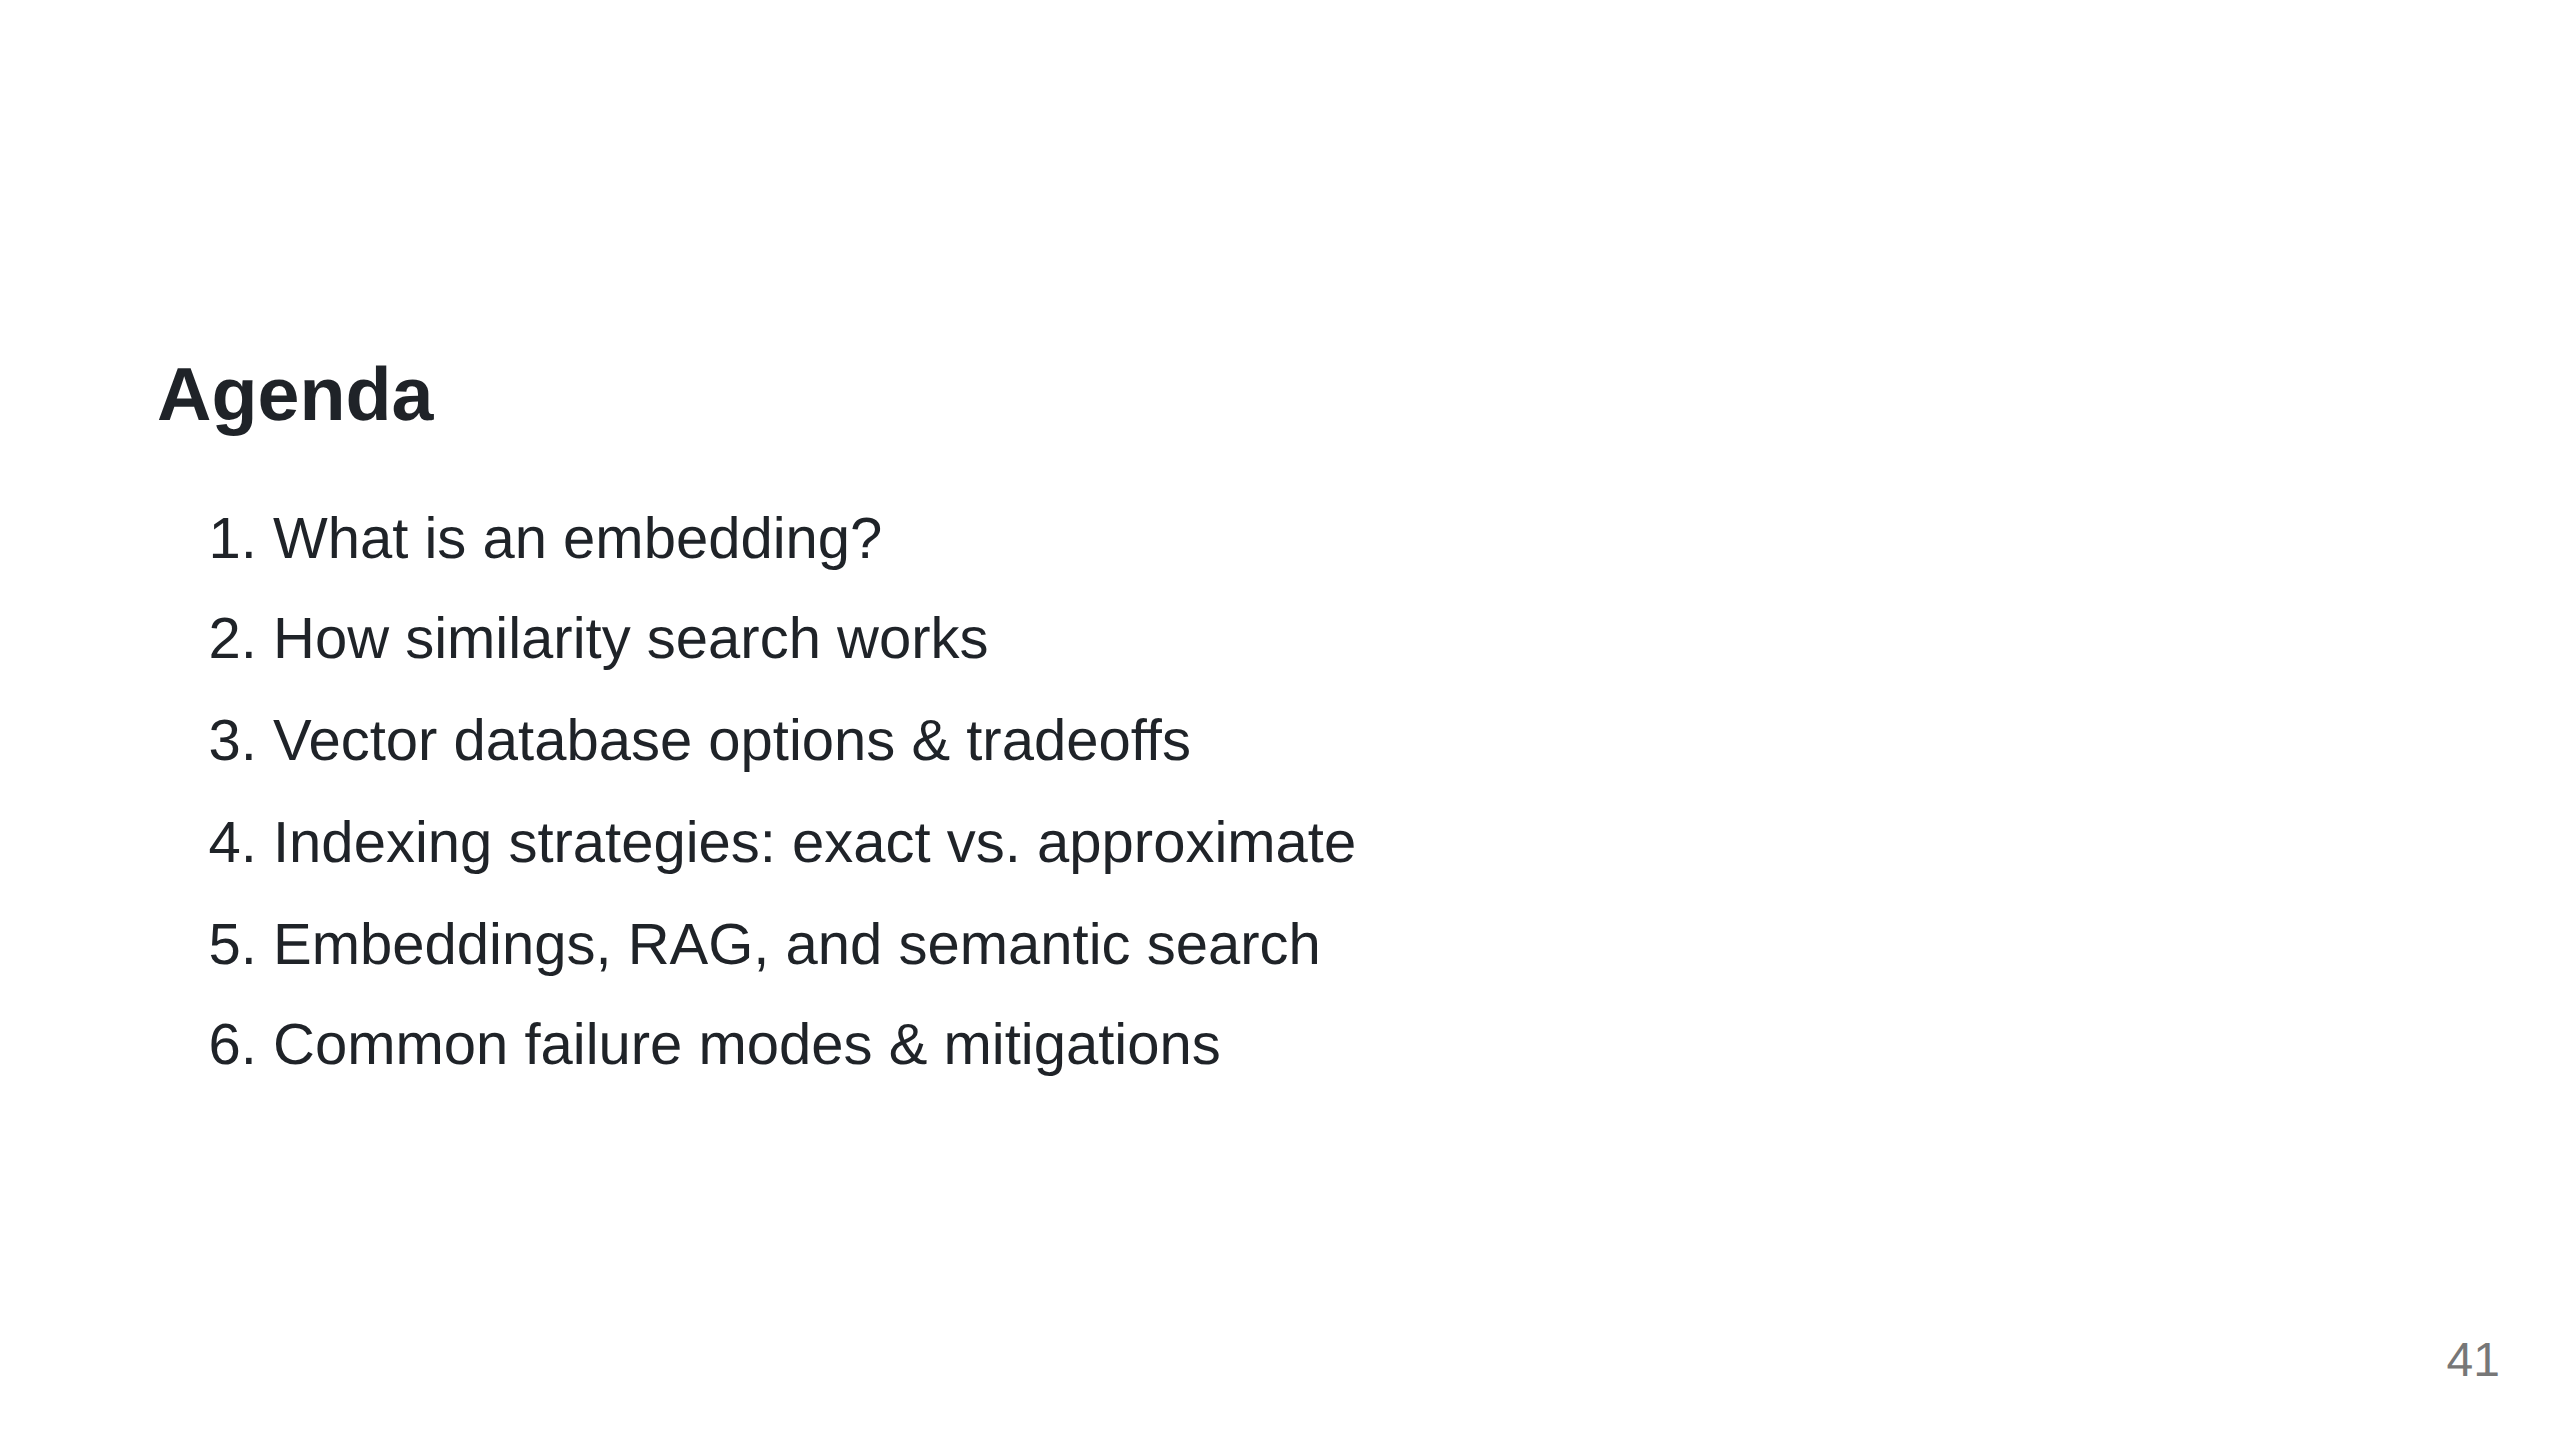 Agenda
1. What is an embedding?
2. How similarity search works
3. Vector database options & tradeoffs
4. Indexing strategies: exact vs. approximate
5. Embeddings, RAG, and semantic search
6. Common failure modes & mitigations
41